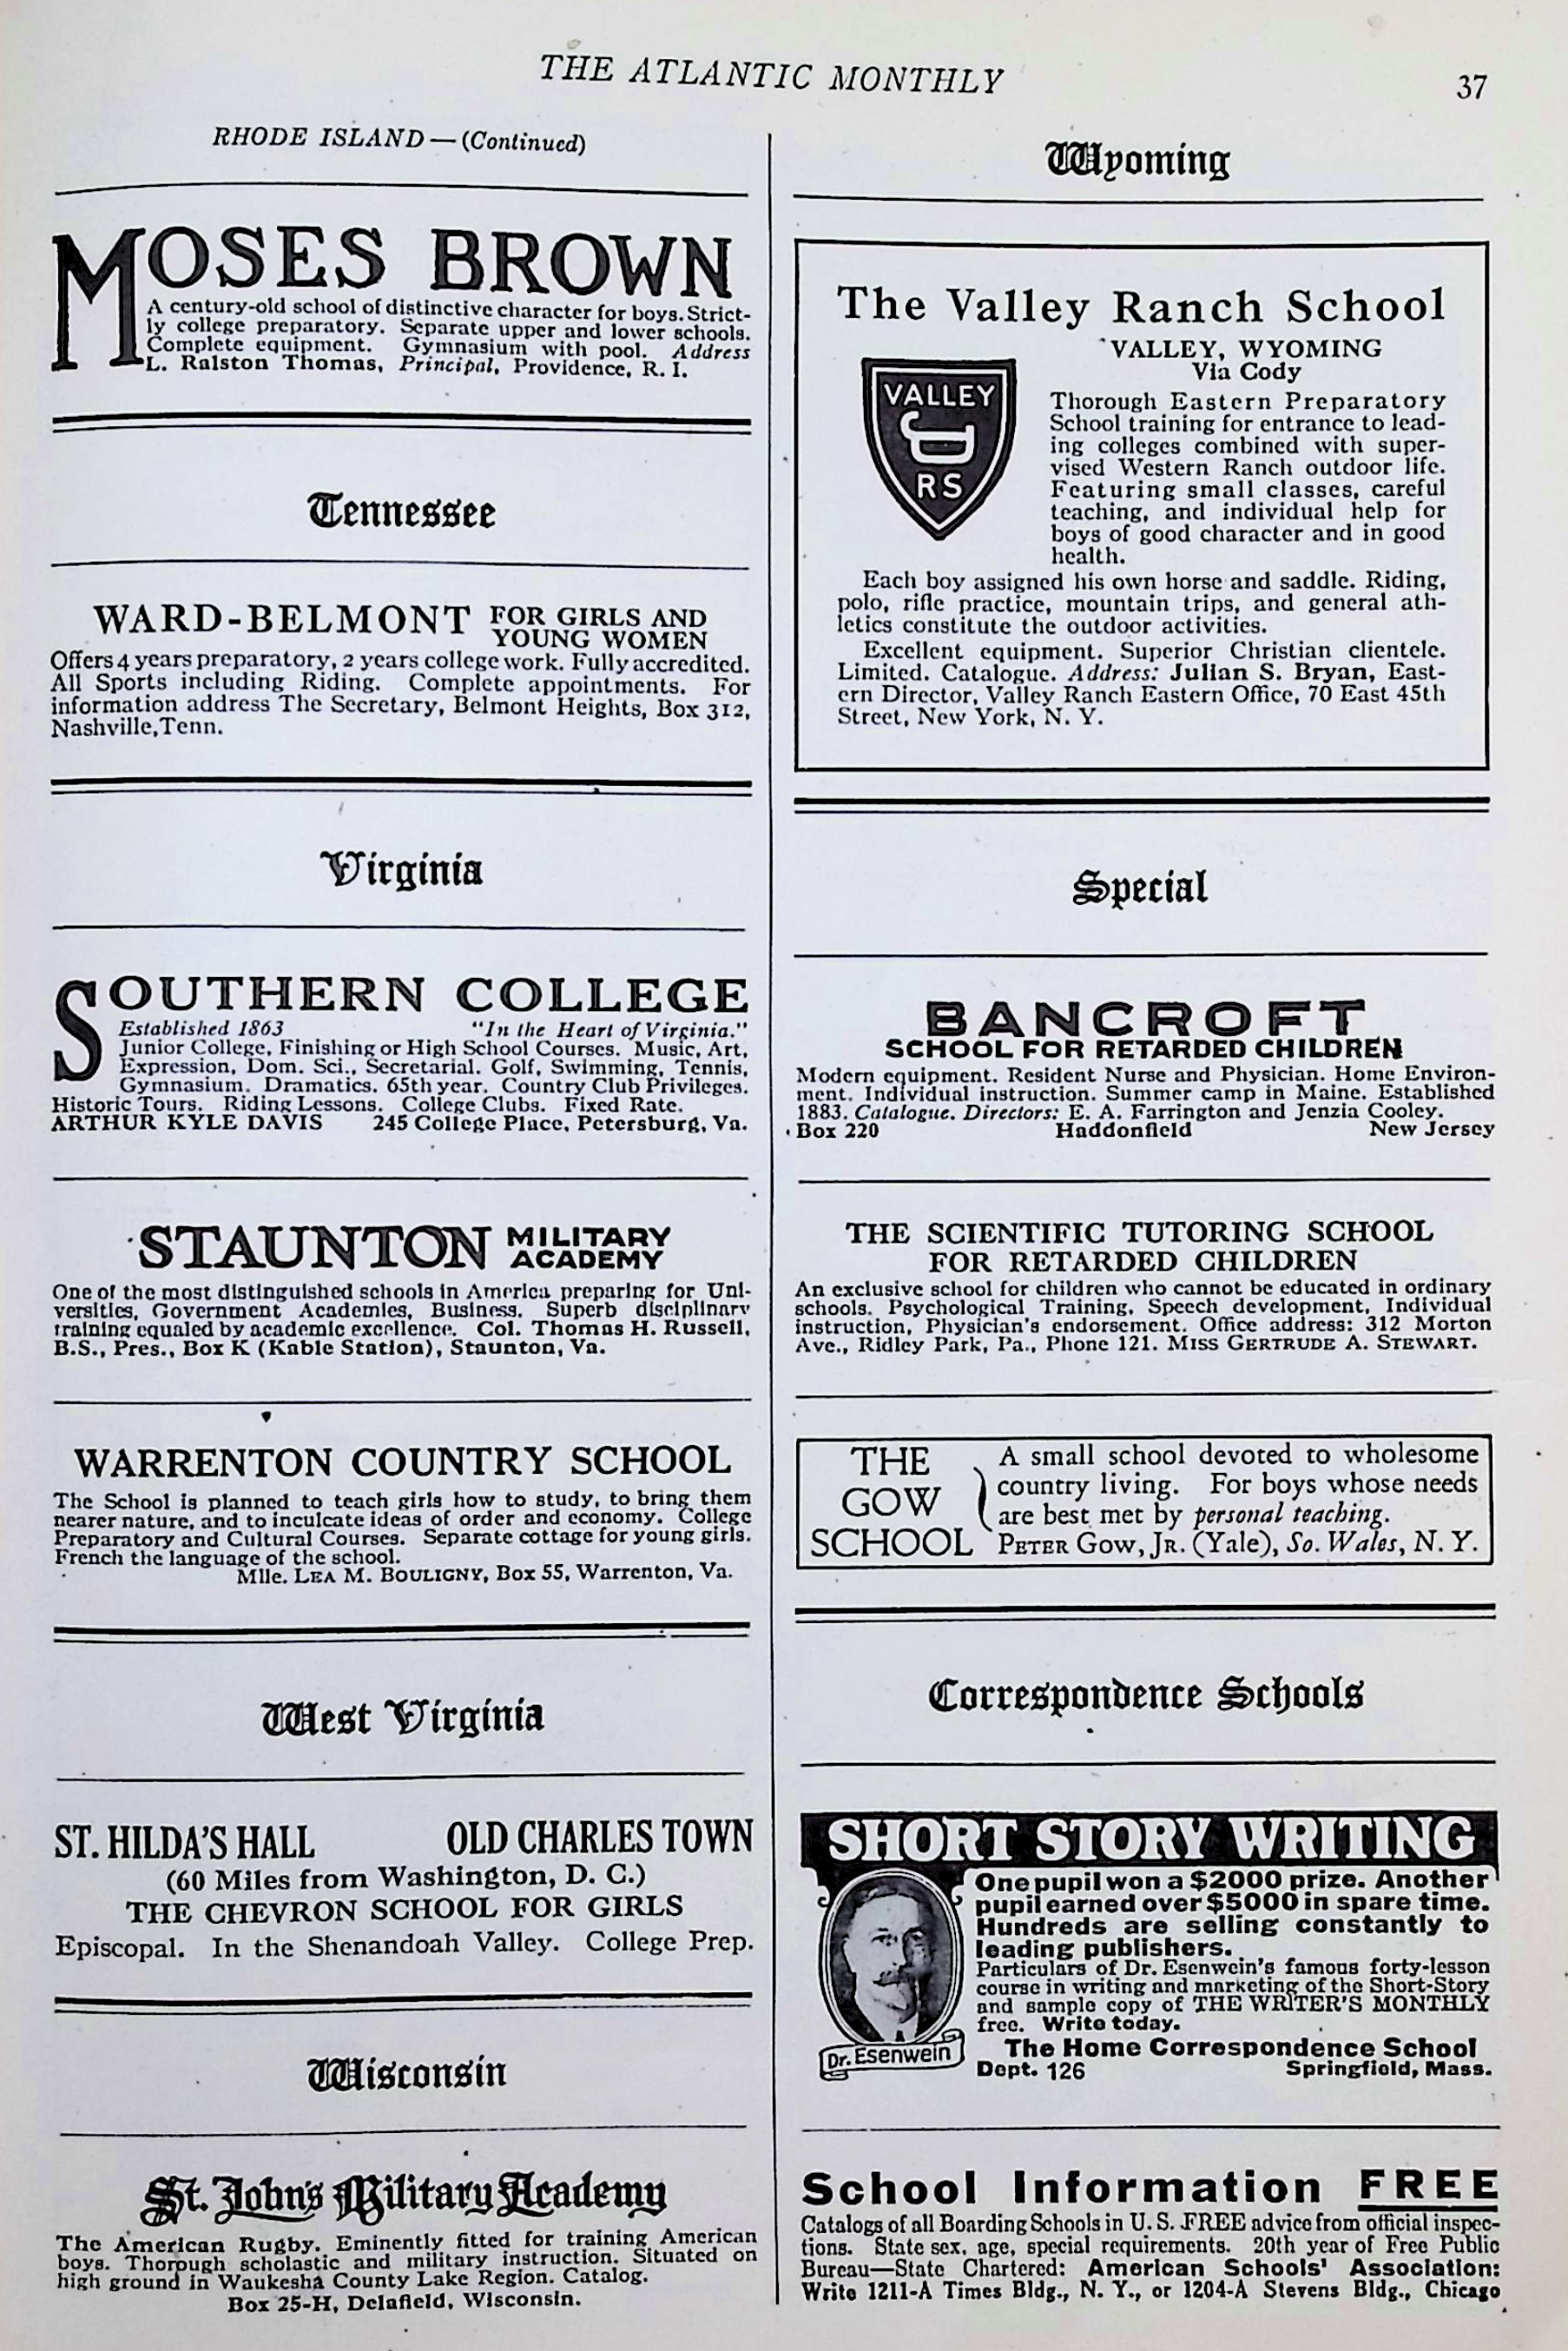 THE ATLANTIC MONTHLY
37
RHODE ISLAND — (Continued)
MOSES BROWN
A century-old school of distinctive character for boys. Strict-
ly college preparatory. Separate upper and lower schools.
Complete equipment. Gymnasium with pool. Address
L. Ralston Thomas, Principal, Providence, R. I.
Tennessee
WARD-BELMONT FOR GIRLS AND
YOUNG WOMEN
Offers 4 years preparatory, 2 years college work. Fully accredited.
All Sports including Riding. Complete appointments. For
information address The Secretary, Belmont Heights, Box 312,
Nashville, Tenn.
Virginia
SOUTHERN COLLEGE
Established 1863 "In the Heart of Virginia."
Junior College, Finishing or High School Courses. Music, Art,
Expression, Dom. Sci., Secretarial. Golf, Swimming, Tennis,
Gymnasium. Dramatics. 65th year. Country Club Privileges.
Historic Tours. Riding Lessons. College Clubs. Fixed Rate.
ARTHUR KYLE DAVIS 245 College Place, Petersburg, Va.
STAUNTON MILITARY
ACADEMY
One of the most distinguished schools in America preparing for Uni-
versities, Government Academies, Business. Superb disciplinary
training equaled by academic excellence. Col. Thomas H. Russell,
B.S., Pres., Box K (Kable Station), Staunton, Va.
WARRENTON COUNTRY SCHOOL
The School is planned to teach girls how to study, to bring them
nearer nature, and to inculcate ideas of order and economy. College
Preparatory and Cultural Courses. Separate cottage for young girls.
French the language of the school.
Mlle. LEA M. BOULIGNY, Box 55, Warrenton, Va.
West Virginia
ST. HILDA'S HALL OLD CHARLES TOWN
(60 Miles from Washington, D. C.)
THE CHEVRON SCHOOL FOR GIRLS
Episcopal. In the Shenandoah Valley. College Prep.
Wisconsin
St. John's Military Academy
The American Rugby. Eminently fitted for training American
boys. Thorough scholastic and military instruction. Situated on
high ground in Waukesha County Lake Region. Catalog.
Box 25-H, Delafield, Wisconsin.
Wyoming
The Valley Ranch School
VALLEY, WYOMING
Via Cody
VALLEY
RS
Thorough Eastern Preparatory
School training for entrance to lead-
ing colleges combined with super-
vised Western Ranch outdoor life.
Featuring small classes, careful
teaching, and individual help for
boys of good character and in good
health.
Each boy assigned his own horse and saddle. Riding,
polo, rifle practice, mountain trips, and general ath-
letics constitute the outdoor activities.
Excellent equipment. Superior Christian clientele.
Limited. Catalogue. Address: Julian S. Bryan, East-
ern Director, Valley Ranch Eastern Office, 70 East 45th
Street, New York, N. Y.
Special
BANCROFT
SCHOOL FOR RETARDED CHILDREN
Modern equipment. Resident Nurse and Physician. Home Environ-
ment. Individual instruction. Summer camp in Maine. Established
1883. Catalogue. Directors: E. A. Farrington and Jenzia Cooley.
Box 220 Haddonfield New Jersey
THE SCIENTIFIC TUTORING SCHOOL
FOR RETARDED CHILDREN
An exclusive school for children who cannot be educated in ordinary
schools. Psychological Training, Speech development, Individual
instruction, Physician's endorsement. Office address: 312 Morton
Ave., Ridley Park, Pa., Phone 121. MISS GERTRUDE A. STEWART.
THE
GOW
SCHOOL
A small school devoted to wholesome
country living. For boys whose needs
are best met by personal teaching.
PETER GOW, JR. (Yale), So. Wales, N. Y.
Correspondence Schools
SHORT STORY WRITING
One pupil won a $2000 prize. Another
pupil earned over $5000 in spare time.
Hundreds are selling constantly to
leading publishers.
Particulars of Dr. Esenwein's famous forty-lesson
course in writing and marketing of the Short-Story
and sample copy of THE WRITER'S MONTHLY
free. Write today.
Dr. Esenwein
The Home Correspondence School
Dept. 126 Springfield, Mass.
School Information FREE
Catalogs of all Boarding Schools in U. S. FREE advice from official inspec-
tions. State sex, age, special requirements. 20th year of Free Public
Bureau—State Chartered: American Schools' Association:
Write 1211-A Times Bldg., N. Y., or 1204-A Stevens Bldg., Chicago